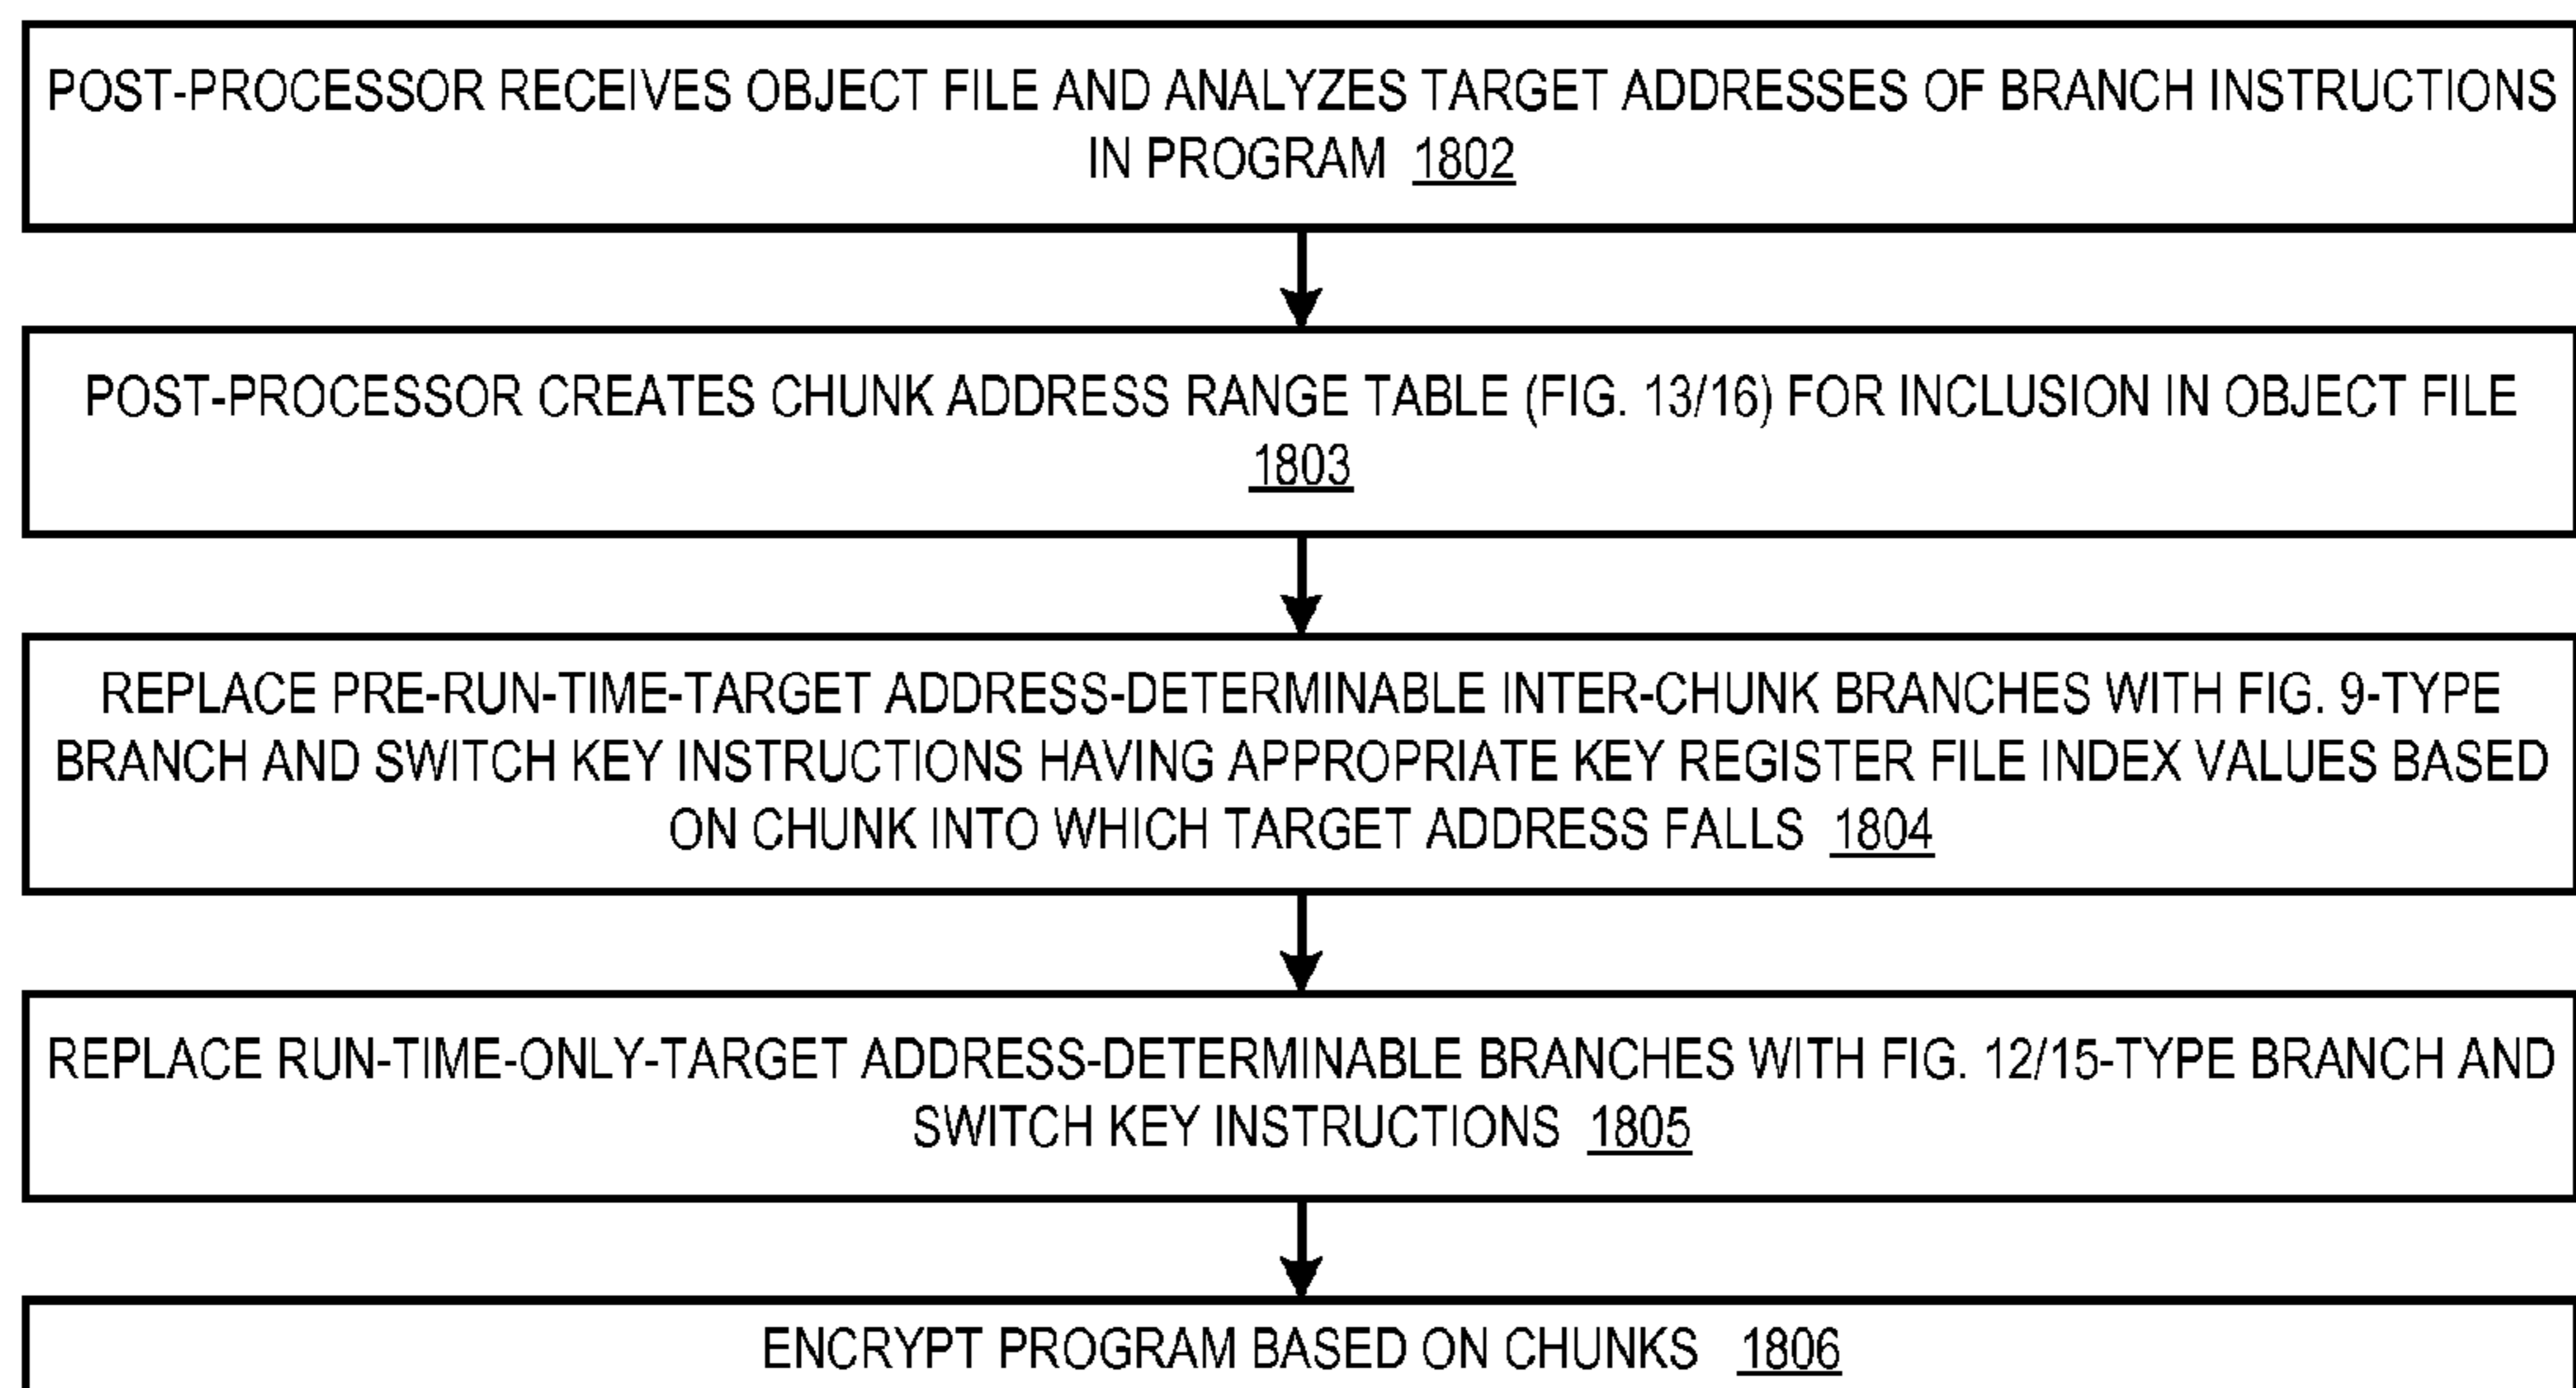 POST-PROCESSOR RECEIVES OBJECT FILE AND ANALYZES TARGET ADDRESSES OF BRANCH INSTRUCTIONS
IN PROGRAM 1802
POST-PROCESSOR CREATES CHUNK ADDRESS RANGE TABLE (FIG. 13/16) FOR INCLUSION IN OBJECT FILE
1803
REPLACE PRE-RUN-TIME-TARGET ADDRESS-DETERMINABLE INTER-CHUNK BRANCHES WITH FIG. 9-TYPE
BRANCH AND SWITCH KEY INSTRUCTIONS HAVING APPROPRIATE KEY REGISTER FILE INDEX VALUES BASED
ON CHUNK INTO WHICH TARGET ADDRESS FALLS 1804
REPLACE RUN-TIME-ONLY-TARGET ADDRESS-DETERMINABLE BRANCHES WITH FIG. 12/15-TYPE BRANCH AND
SWITCH KEY INSTRUCTIONS 1805
ENCRYPT PROGRAM BASED ON CHUNKS 1806